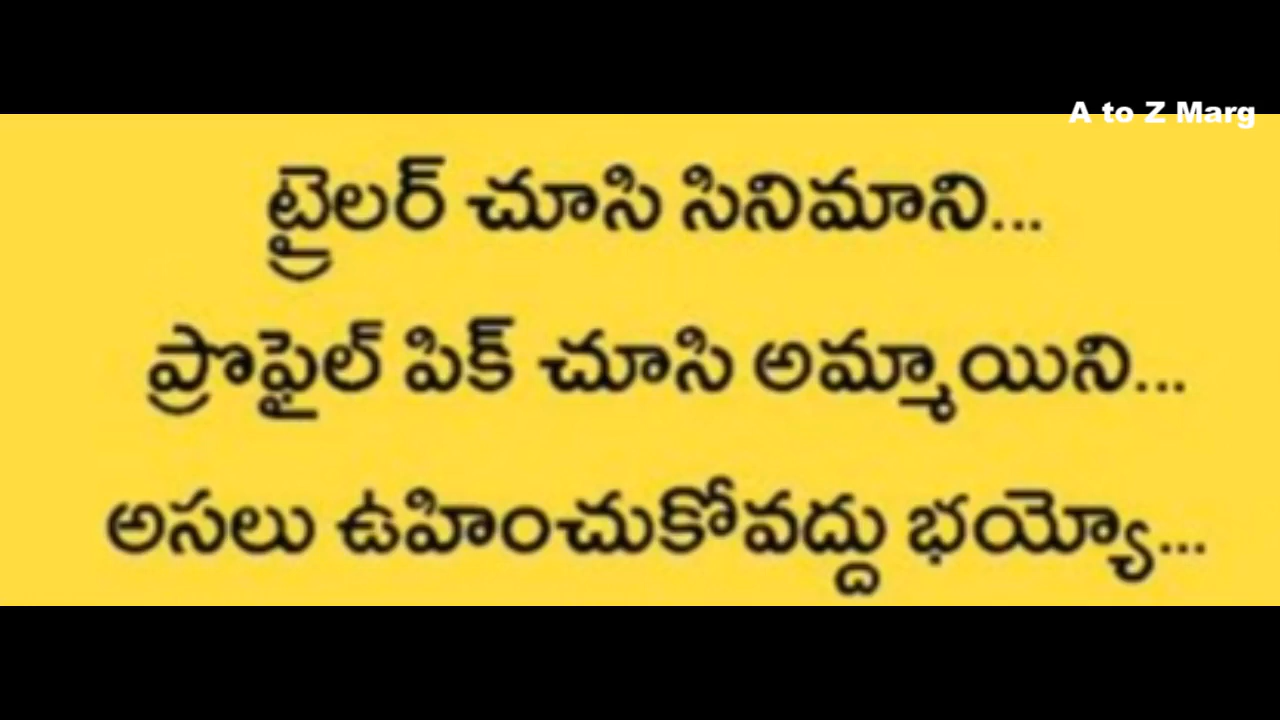 A to Z Marg
ట్రైలర్ చూసి సినిమాని...
ప్రొఫైల్ పిక్ చూసి అమ్మాయిని...
అసలు ఉహించుకోవద్దు భయ్యో...